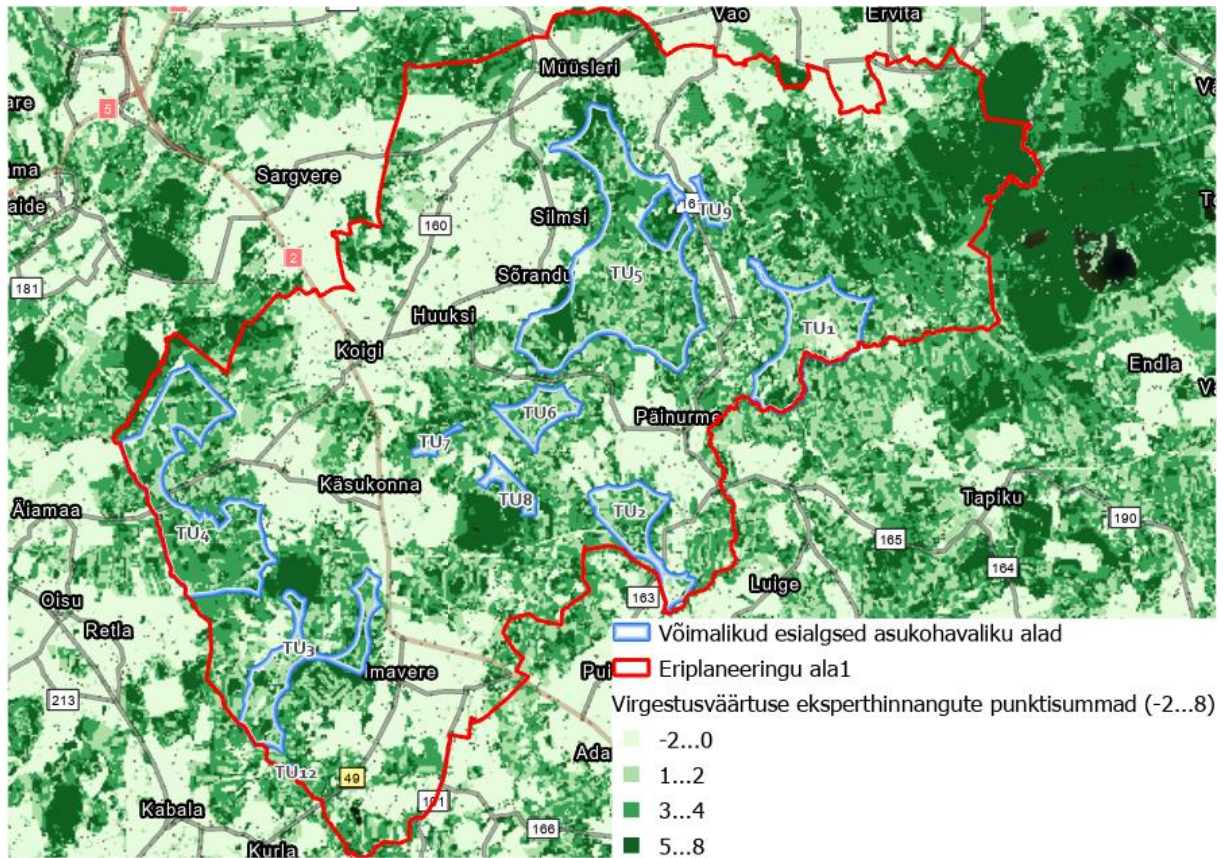 Vao
Ervita
Müüsleri
5
Sargvere
Silmsi
TU9
160
2
Sõrandu
TU5
181
Huuksi
TU1
Koigi
Endla
Päinurme
TU6
TU7
Käsukonna
TU8
Tapiku
Äiamaa
TU4
TU2
190
165
164
Oisu
Luige
163
Retla
TU3
Imavere
213
TU12
49
Kabala
166
Kurla
Võimalikud esialgsed asukohavaliku alad
Eriplaneeringu ala1
Virgestusväärtuse eksperthinnangute punktisummad (-2...8)
-2...0
1...2
3...4
5...8